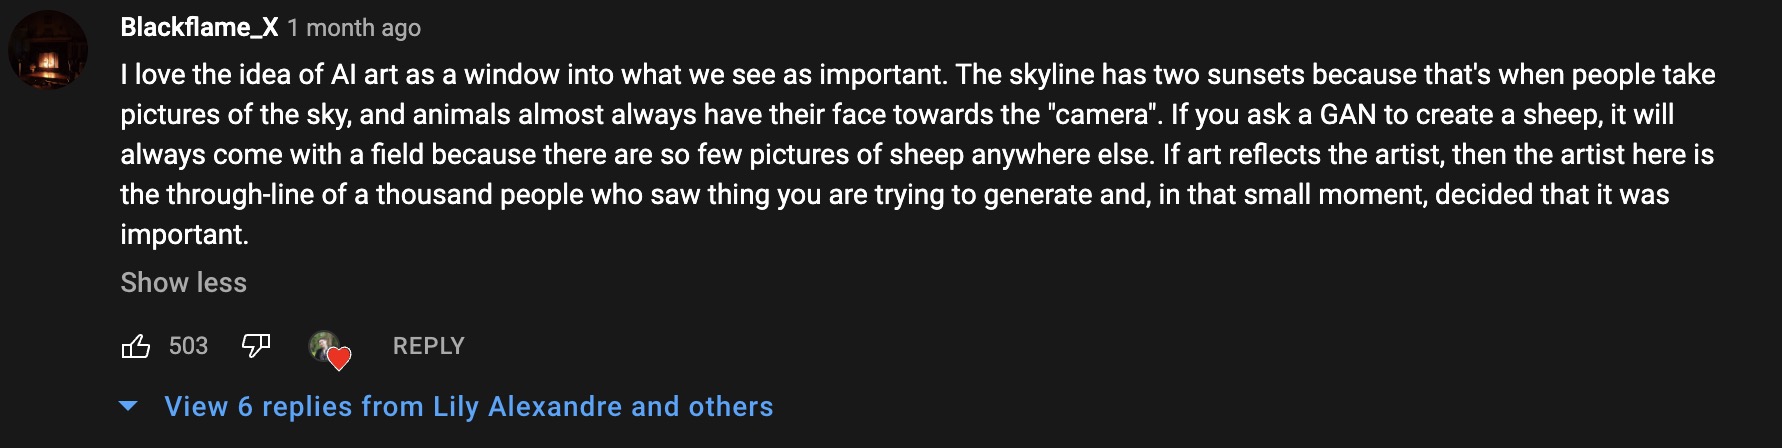 Blackflame_X 1 month ago
I love the idea of AI art as a window into what we see as important. The skyline has two sunsets because that's when people take
pictures of the sky, and animals almost always have their face towards the "camera". If you ask a GAN to create a sheep, it will
always come with a field because there are so few pictures of sheep anywhere else. If art reflects the artist, then the artist here is
the through-line of a thousand people who saw thing you are trying to generate and, in that small moment, decided that it was
important.
Show less
503 REPLY
View 6 replies from Lily Alexandre and others